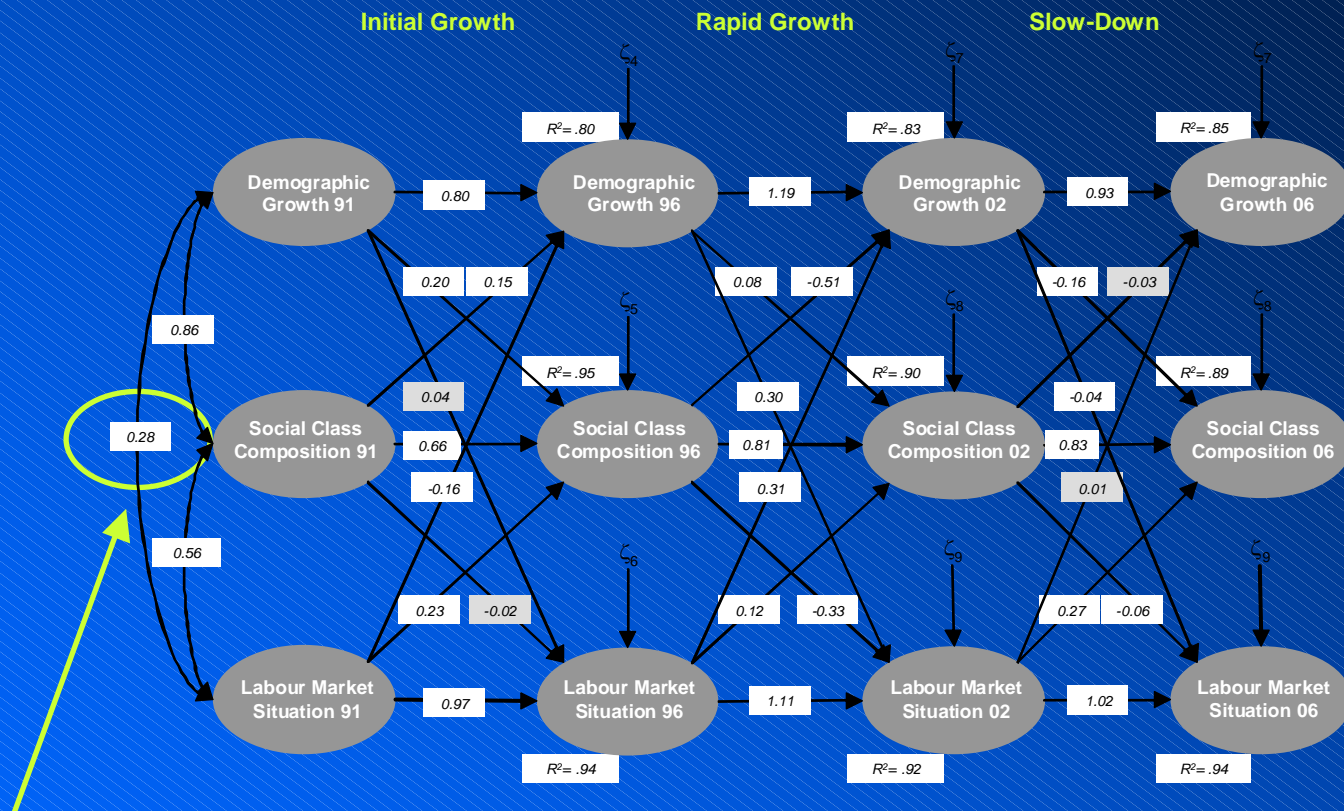 Initial Growth
Rapid Growth
Slow-Down
ζ4
ζ7
ζ7
R²= .80
R²= .83
R²= .85
Demographic
Growth 91
0.80
Demographic
Growth 96
1.19
Demographic
Growth 02
0.93
Demographic
Growth 06
0.20
0.15
0.08
-0.51
-0.16
-0.03
ζ5
ζ8
ζ8
0.86
R²= .95
R²= .90
R²= .89
0.04
0.30
-0.04
0.28
Social Class
Composition 91
0.66
Social Class
Composition 96
0.81
Social Class
Composition 02
0.83
Social Class
Composition 06
-0.16
0.31
0.01
0.56
ζ6
ζ9
ζ9
0.23
-0.02
0.12
-0.33
0.27
-0.06
Labour Market
Situation 91
0.97
Labour Market
Situation 96
1.11
Labour Market
Situation 02
1.02
Labour Market
Situation 06
R²= .94
R²= .92
R²= .94